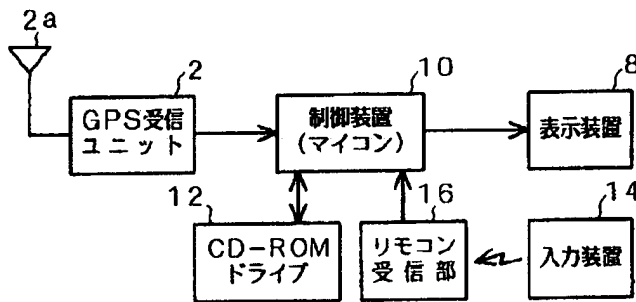 2a
2
10
8
GPS受信
ユニット
制御装置
(マイコン)
表示装置
12
16
14
CD-ROM
ドライブ
リモコン
受信部
入力装置